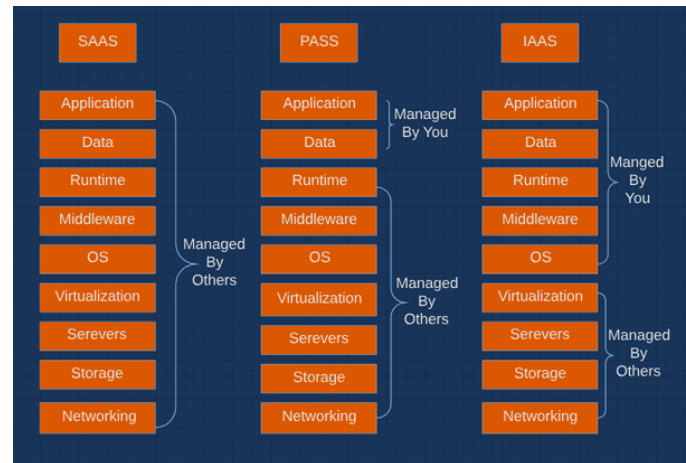 SAAS
Application
Data
Runtime
Middleware
OS
Virtualization
Serevers
Storage
Networking
Managed
By
Others
PASS
Application
Data
Runtime
Middleware
OS
Virtualization
Serevers
Storage
Networking
Managed
By You
Managed
By
Others
IAAS
Application
Data
Runtime
Middleware
OS
Virtualization
Serevers
Storage
Networking
Manged
By
You
Managed
By
Others